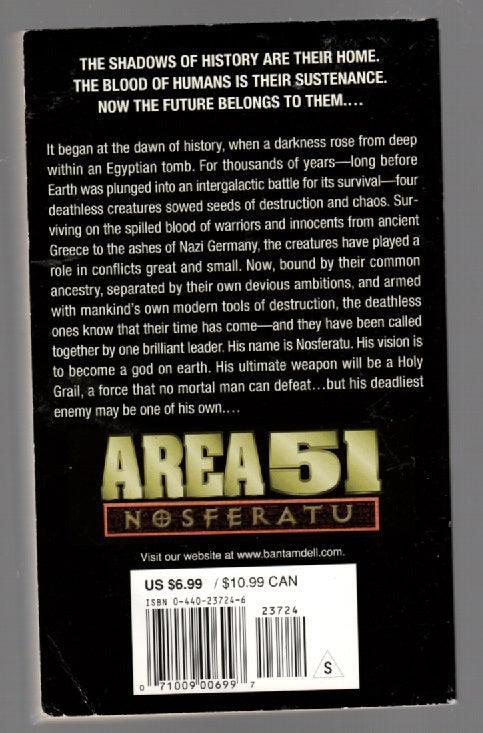 THE SHADOWS OF HISTORY ARE THEIR HOME.
THE BLOOD OF HUMANS IS THEIR SUSTENANCE.
NOW THE FUTURE BELONGS TO THEM....
It began at the dawn of history, when a darkness rose from deep
within an Egyptian tomb. For thousands of years—long before
Earth was plunged into an intergalactic battle for its survival—four
deathless creatures sowed seeds of destruction and chaos. Sur-
viving on the spilled blood of warriors and innocents from ancient
Greece to the ashes of Nazi Germany, the creatures have played a
role in conflicts great and small. Now, bound by their common
ancestry, separated by their own devious ambitions, and armed
with mankind's own modern tools of destruction, the deathless
ones know that their time has come—and they have been called
together by one brilliant leader. His name is Nosferatu. His vision is
to become a god on earth. His ultimate weapon will be a Holy
Grail, a force that no mortal man can defeat...but his deadliest
enemy may be one of his own....
AREA 51
NOSFERATU
Visit our website at www.bantamdell.com.
US $6.99 / $10.99 CAN
ISBN 0-440-23724-6
23724
0 71009 00699 7
S